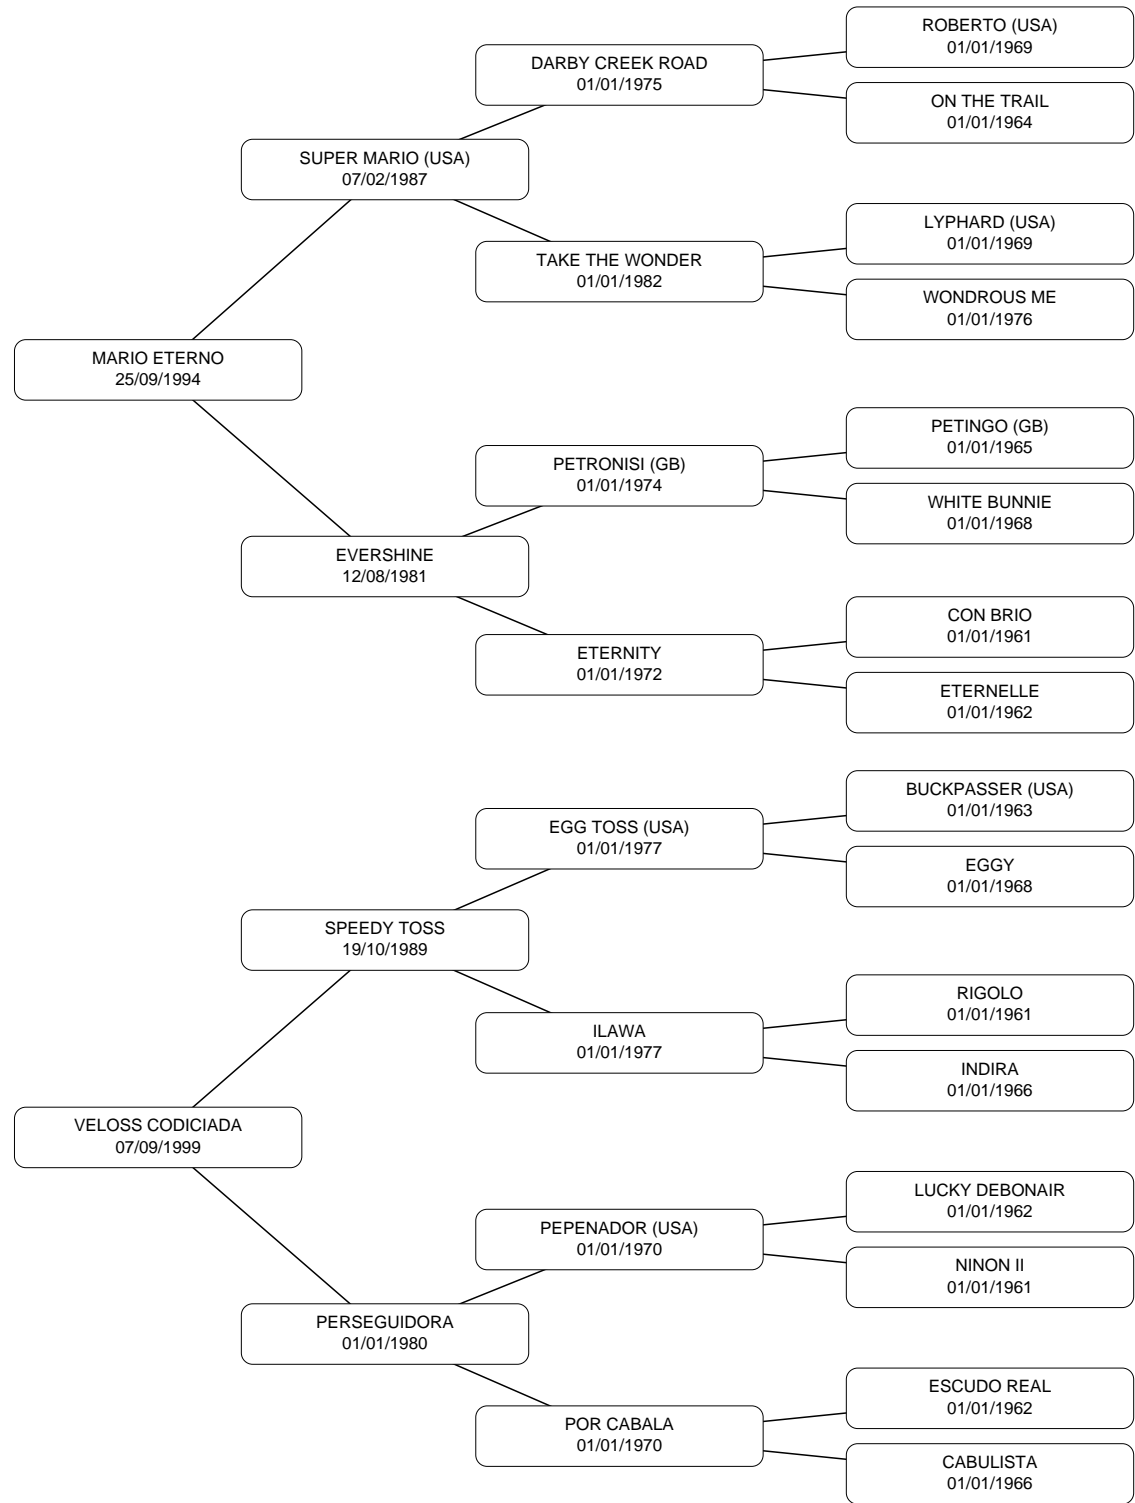 ROBERTO (USA)
01/01/1969
DARBY CREEK ROAD
01/01/1975
ON THE TRAIL
01/01/1964
SUPER MARIO (USA)
07/02/1987
LYPHARD (USA)
01/01/1969
TAKE THE WONDER
01/01/1982
WONDROUS ME
01/01/1976
MARIO ETERNO
25/09/1994
PETINGO (GB)
01/01/1965
PETRONISI (GB)
01/01/1974
WHITE BUNNIE
01/01/1968
EVERSHINE
12/08/1981
CON BRIO
01/01/1961
ETERNITY
01/01/1972
ETERNELLE
01/01/1962
BUCKPASSER (USA)
01/01/1963
EGG TOSS (USA)
01/01/1977
EGGY
01/01/1968
SPEEDY TOSS
19/10/1989
RIGOLO
01/01/1961
ILAWA
01/01/1977
INDIRA
01/01/1966
VELOSS CODICIADA
07/09/1999
LUCKY DEBONAIR
01/01/1962
PEPENADOR (USA)
01/01/1970
NINON II
01/01/1961
PERSEGUIDORA
01/01/1980
ESCUDO REAL
01/01/1962
POR CABALA
01/01/1970
CABULISTA
01/01/1966